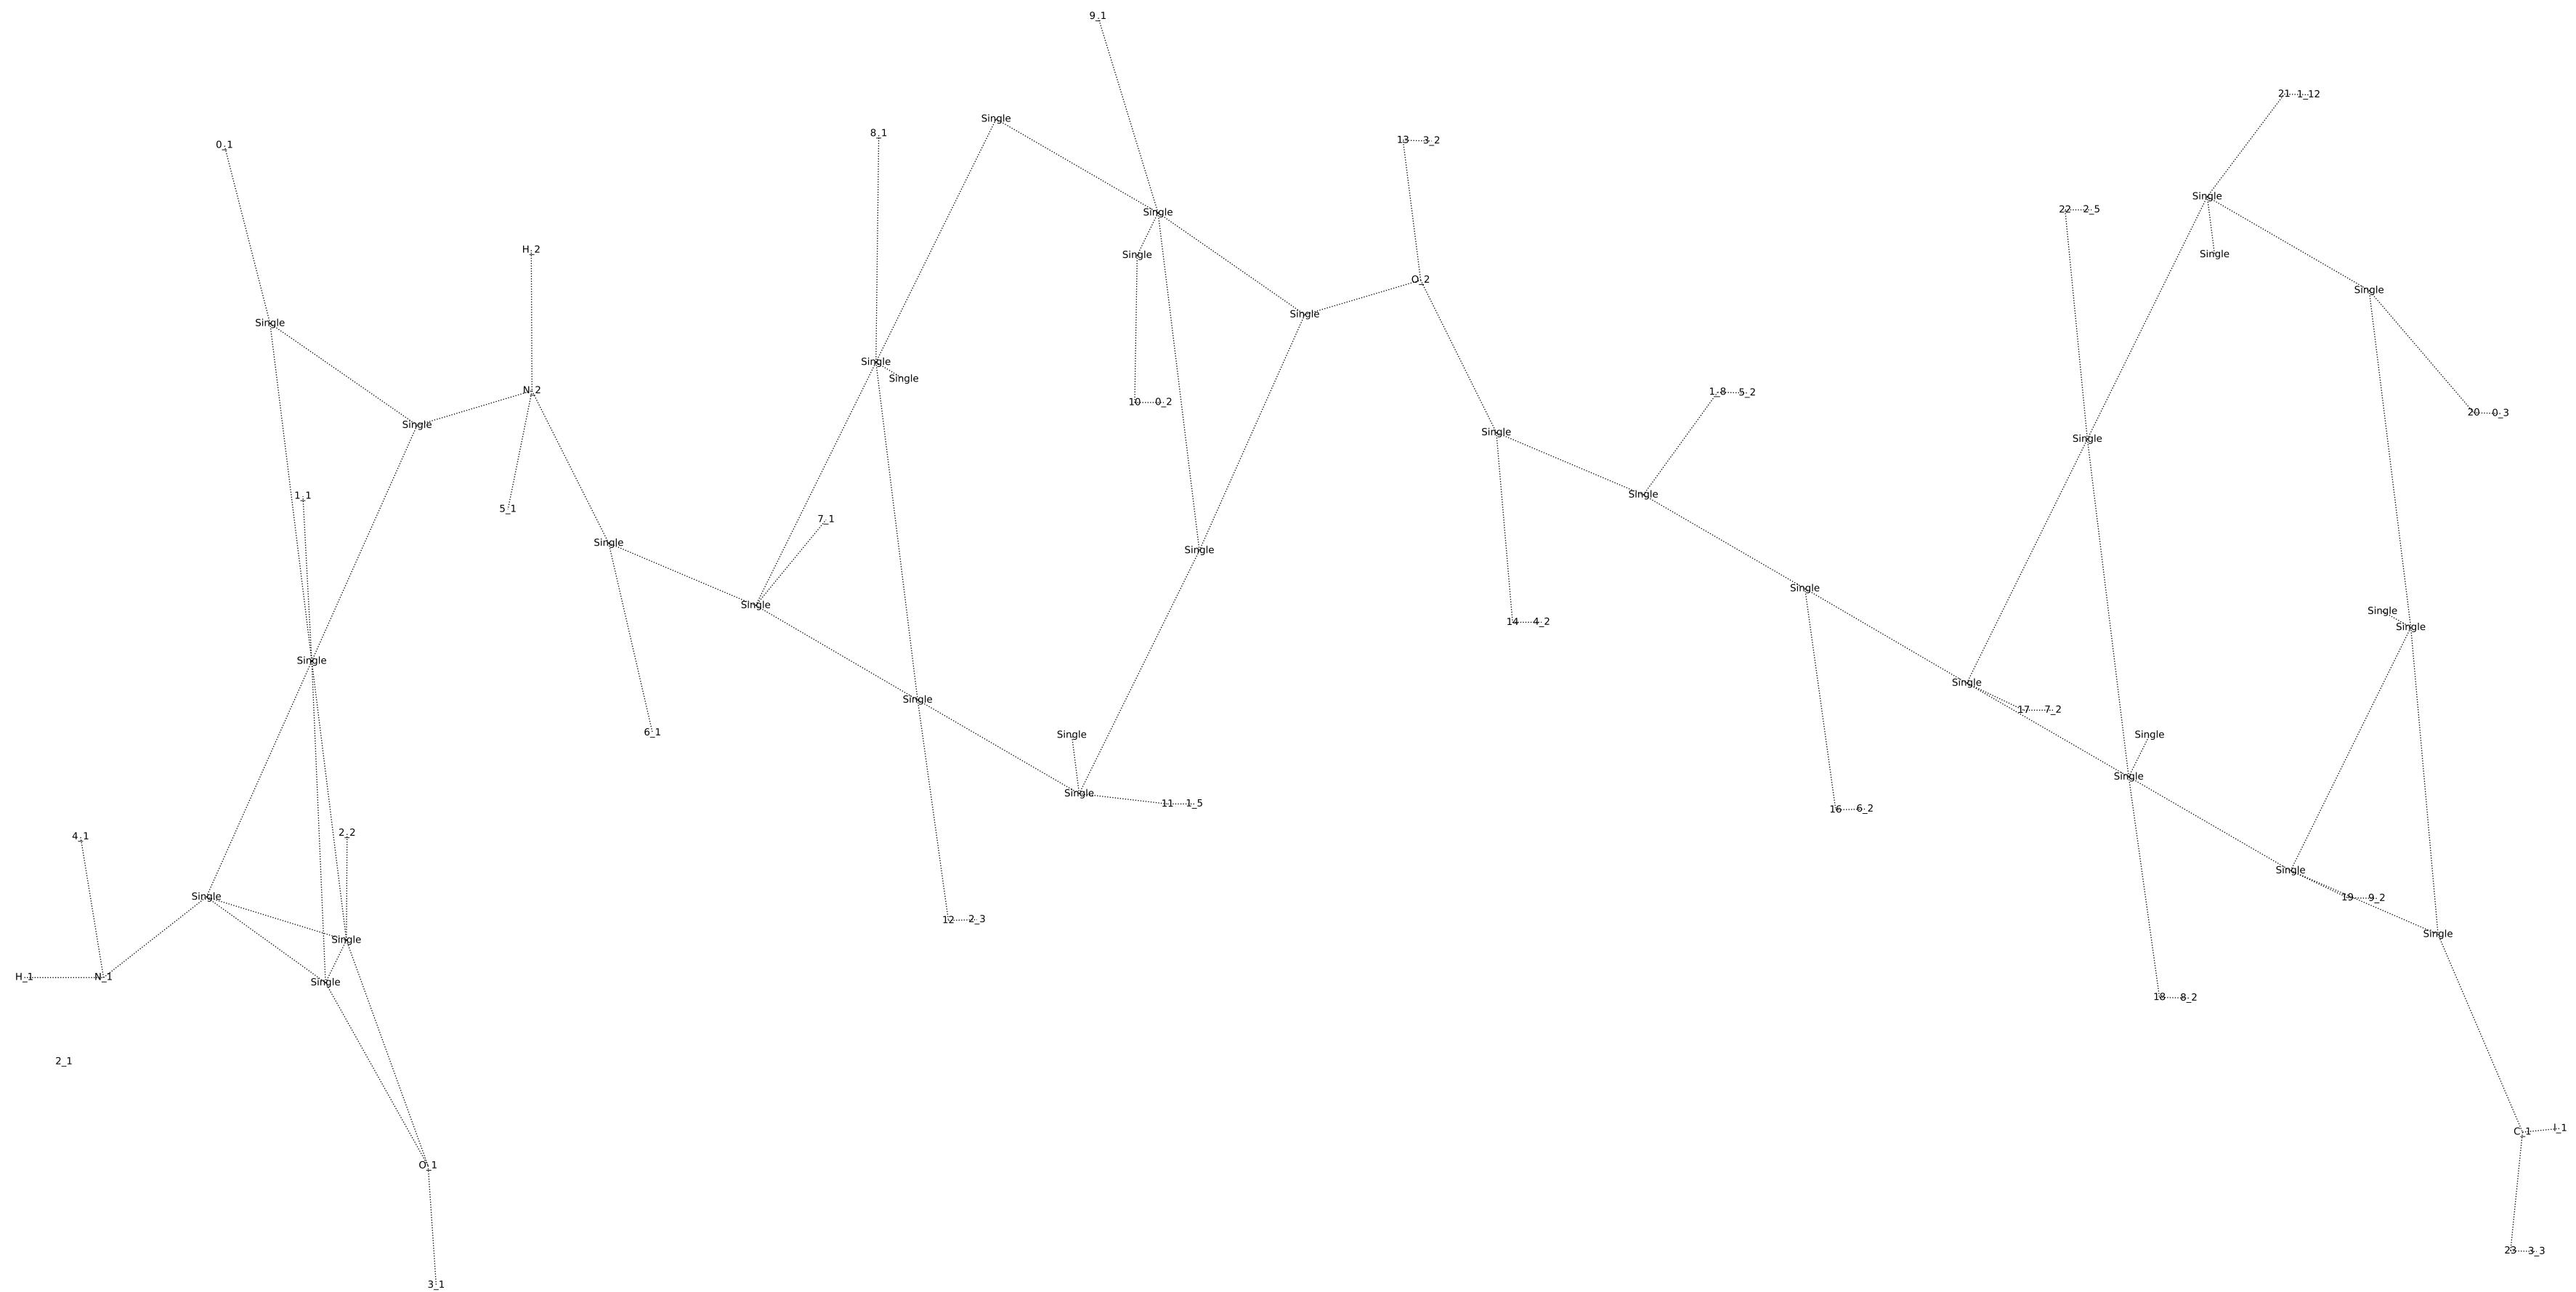 9_1
21 1_12
Single
8_1
13 3_2
0_1
Single
22 2_5
Single
H_2
Single
Single
O_2
Single
Single
Single
Single
Single
N_2
1_8 5_2
10 0_2
20 0_3
Single
Single
Single
Single
1_1
Single
5_1
7_1
Single
Single
Single
Single
Single
14 4_2
Single
Single
Single
Single
17 7_2
6_1
Single
Single
Single
Single
11 1_5
16 6_2
2_2
4_1
Single
Single
19 9_2
12 2_3
Single
Single
H_1 N_1
Single
18 8_2
2_1
C_1 I_1
O_1
23 3_3
3_1